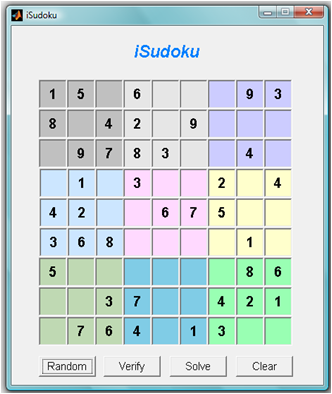 iSudoku
iSudoku
1 5 6 9 3
8 4 2 9
9 7 8 3 4
1 3 2 4
4 2 6 7 5
3 6 8 1
5 8 6
3 7 4 2 1
7 6 4 1 3
Random Verify Solve Clear